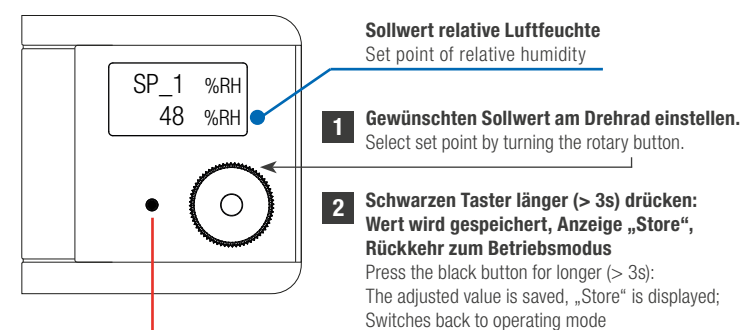 Sollwert relative Luftfeuchte
Set point of relative humidity
SP_1 %RH
48 %RH
1
Gewünschten Sollwert am Drehrad einstellen.
Select set point by turning the rotary button.
2
Schwarzen Taster länger (> 3s) drücken:
Wert wird gespeichert, Anzeige „Store“,
Rückkehr zum Betriebsmodus
Press the black button for longer (> 3s):
The adjusted value is saved, „Store“ is displayed;
Switches back to operating mode